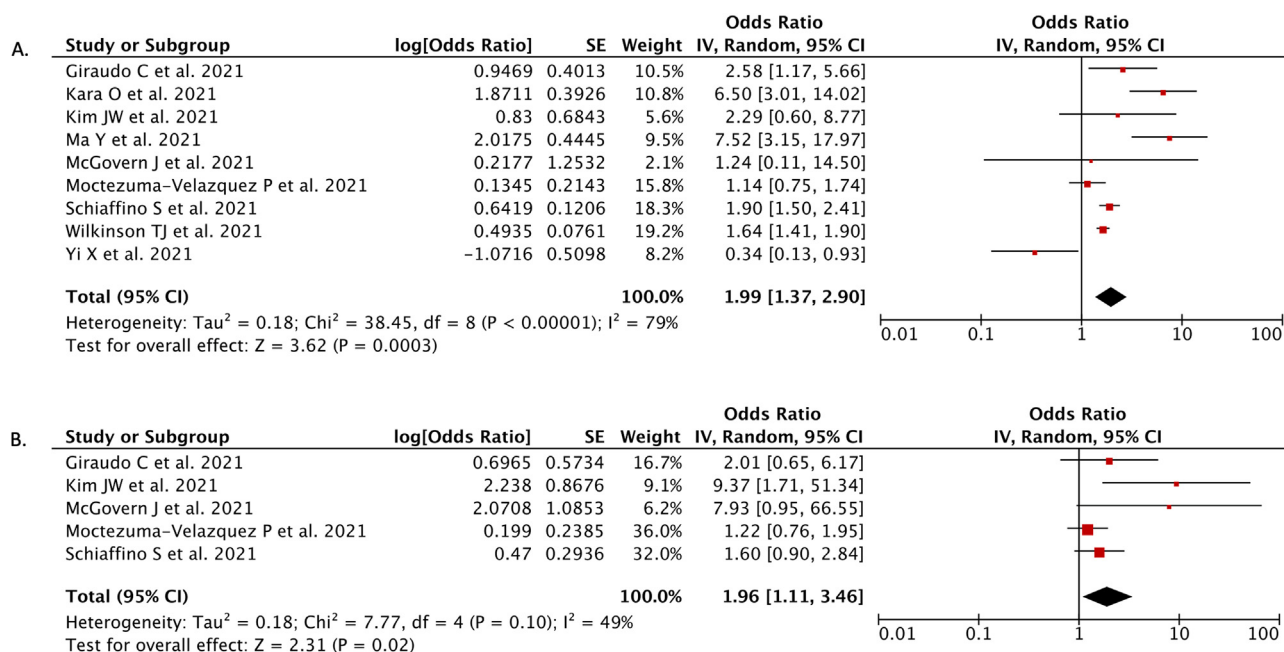 Odds Ratio Odds Ratio
A. Study or Subgroup log[Odds Ratio] SE Weight IV, Random, 95% CI IV, Random, 95% CI
Giraudo C et al. 2021 0.9469 0.4013 10.5% 2.58 [1.17, 5.66]
Kara O et al. 2021 1.8711 0.3926 10.8% 6.50 [3.01, 14.02]
Kim JW et al. 2021 0.83 0.6843 5.6% 2.29 [0.60, 8.77]
Ma Y et al. 2021 2.0175 0.4445 9.5% 7.52 [3.15, 17.97]
McGovern J et al. 2021 0.2177 1.2532 2.1% 1.24 [0.11, 14.50]
Moctezuma-Velazquez P et al. 2021 0.1345 0.2143 15.8% 1.14 [0.75, 1.74]
Schiaffino S et al. 2021 0.6419 0.1206 18.3% 1.90 [1.50, 2.41]
Wilkinson TJ et al. 2021 0.4935 0.0761 19.2% 1.64 [1.41, 1.90]
Yi X et al. 2021 −1.0716 0.5098 8.2% 0.34 [0.13, 0.93]
Total (95% CI) 100.0% 1.99 [1.37, 2.90]
Heterogeneity: Tau² = 0.18; Chi² = 38.45, df = 8 (P < 0.00001); I² = 79%
Test for overall effect: Z = 3.62 (P = 0.0003)
0.01 0.1 1 10 100
Odds Ratio Odds Ratio
B. Study or Subgroup log[Odds Ratio] SE Weight IV, Random, 95% CI IV, Random, 95% CI
Giraudo C et al. 2021 0.6965 0.5734 16.7% 2.01 [0.65, 6.17]
Kim JW et al. 2021 2.238 0.8676 9.1% 9.37 [1.71, 51.34]
McGovern J et al. 2021 2.0708 1.0853 6.2% 7.93 [0.95, 66.55]
Moctezuma-Velazquez P et al. 2021 0.199 0.2385 36.0% 1.22 [0.76, 1.95]
Schiaffino S et al. 2021 0.47 0.2936 32.0% 1.60 [0.90, 2.84]
Total (95% CI) 100.0% 1.96 [1.11, 3.46]
Heterogeneity: Tau² = 0.18; Chi² = 7.77, df = 4 (P = 0.10); I² = 49%
Test for overall effect: Z = 2.31 (P = 0.02)
0.01 0.1 1 10 100